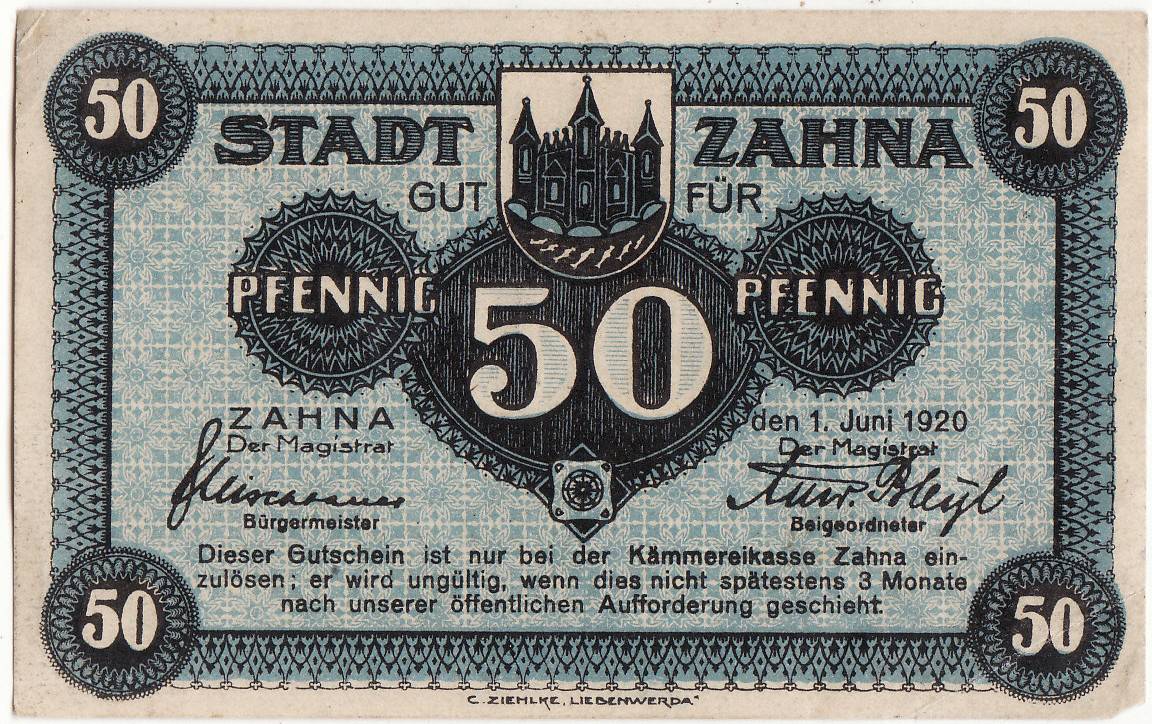 50 50
STADT ZAHNA
GUT FÜR
PFENNIG PFENNIG
50
ZAHNA den 1. Juni 1920
Der Magistrat Der Magistrat
Bürgermeister Beigeordneter
Dieser Gutschein ist nur bei der Kämmereikasse Zahna ein-
zulösen; er wird ungültig, wenn dies nicht spätestens 3 Monate
nach unserer öffentlichen Aufforderung geschieht.
50 50
C. ZIEHLKE, LIEBENWERDA